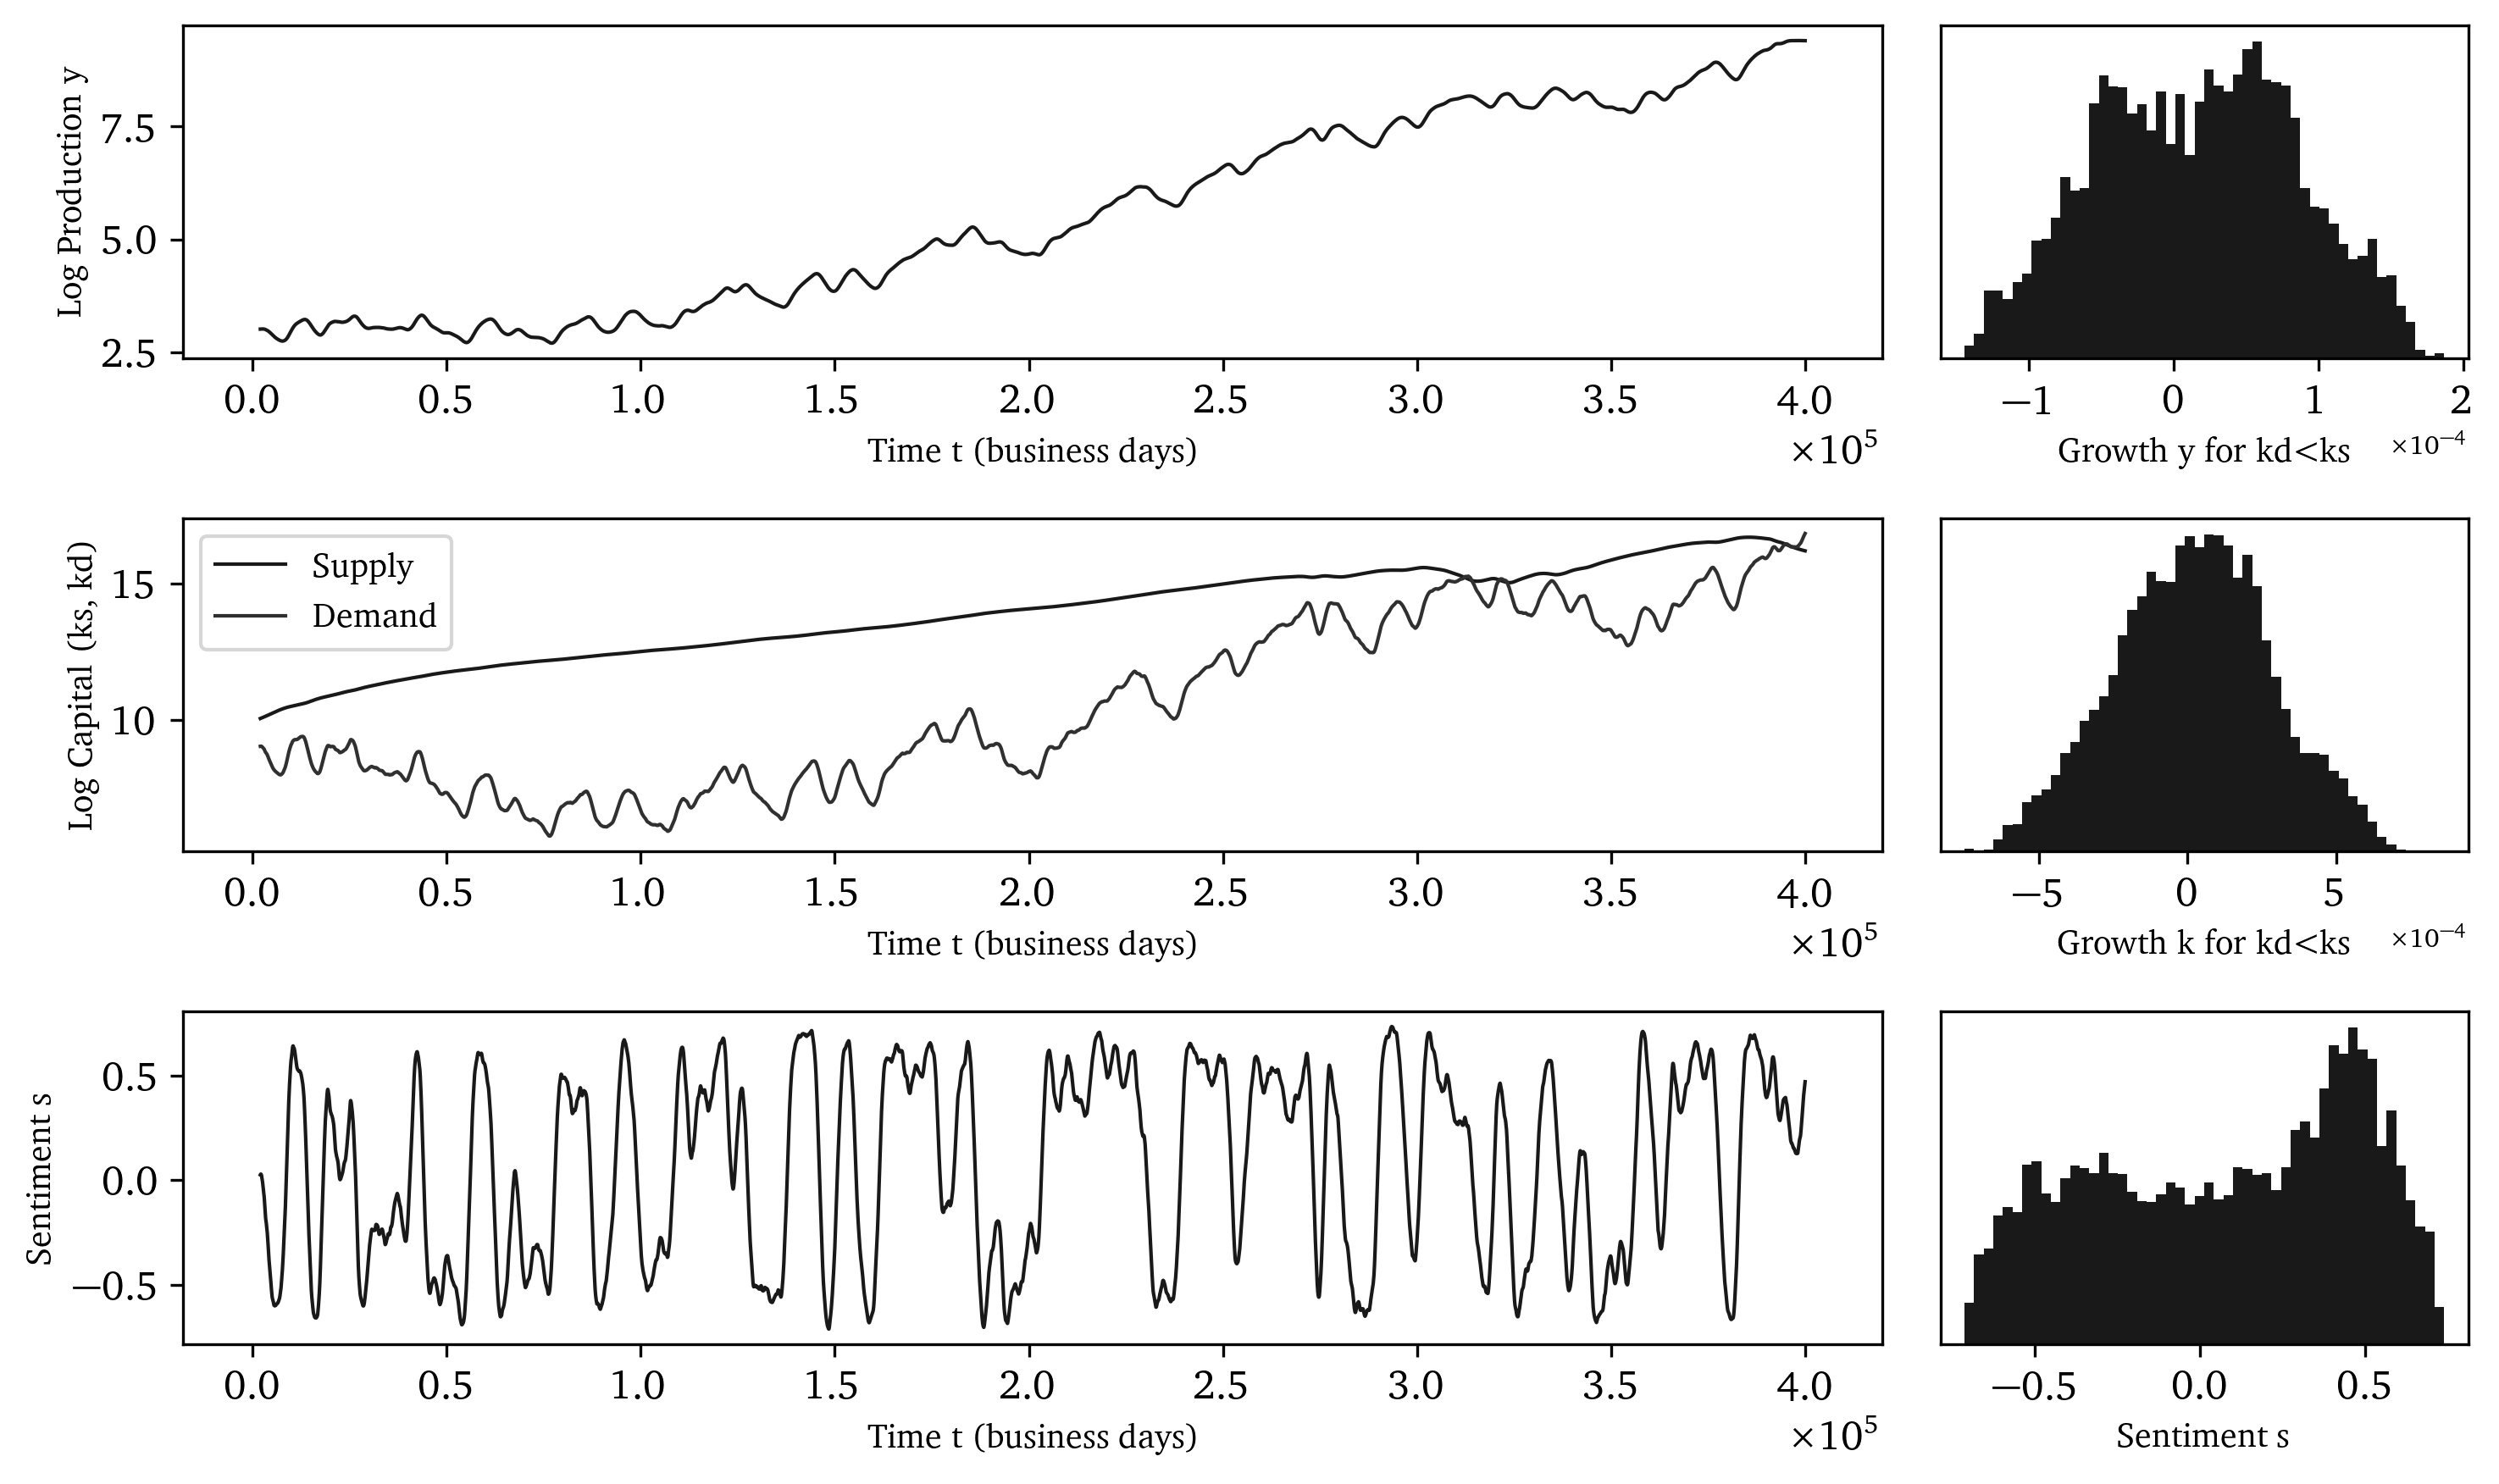 Log Production y
7.5
5.0
2.5
0.0 0.5 1.0 1.5 2.0 2.5 3.0 3.5 4.0
Time t (business days)
×10⁵
−1 0 1 2
Growth y for kd<ks
×10⁻⁴
Log Capital (ks, kd)
15
10
Supply
Demand
0.0 0.5 1.0 1.5 2.0 2.5 3.0 3.5 4.0
Time t (business days)
×10⁵
−5 0 5
Growth k for kd<ks
×10⁻⁴
Sentiment s
0.5
0.0
−0.5
0.0 0.5 1.0 1.5 2.0 2.5 3.0 3.5 4.0
Time t (business days)
×10⁵
−0.5 0.0 0.5
Sentiment s